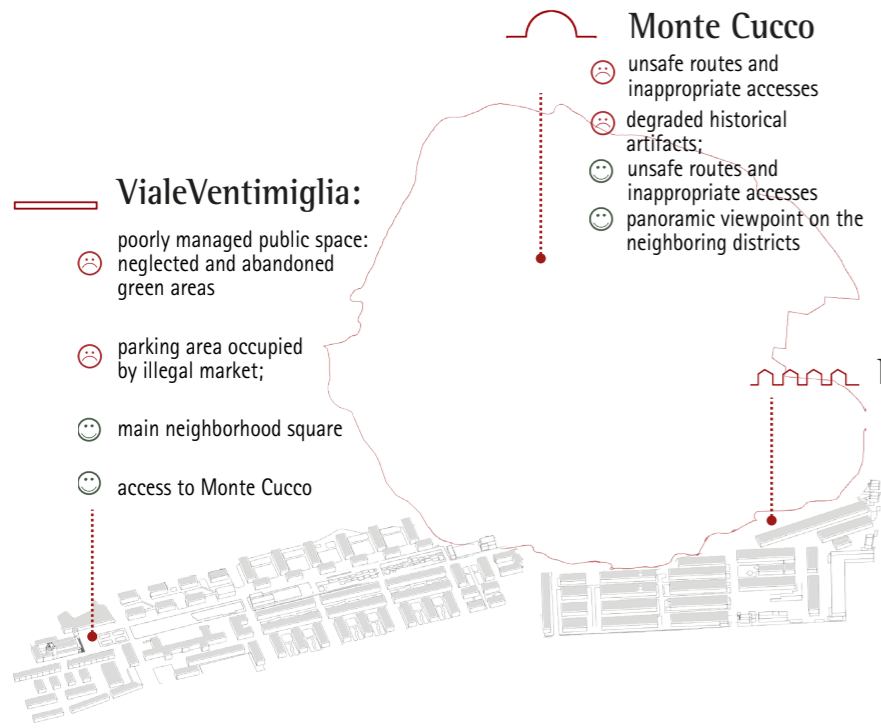 Monte Cucco
unsafe routes and
inappropriate accesses
degraded historical
artifacts;
unsafe routes and
inappropriate accesses
panoramic viewpoint on the
neighboring districts
VialeVentimiglia:
poorly managed public space:
neglected and abandoned
green areas
parking area occupied
by illegal market;
main neighborhood square
access to Monte Cucco